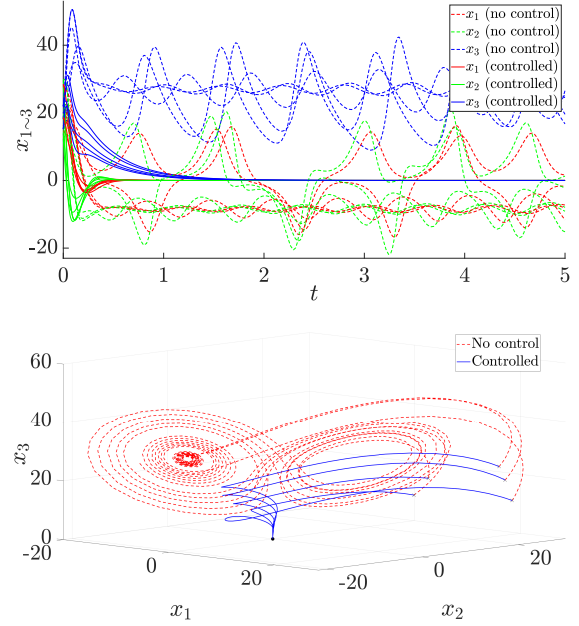 40
20
0
-20
x₁~₃
0
1
2
3
4
5
t
x₁ (no control)
x₂ (no control)
x₃ (no control)
x₁ (controlled)
x₂ (controlled)
x₃ (controlled)
60
40
20
0
x₃
-20
0
20
x₁
-20
0
20
x₂
No control
Controlled